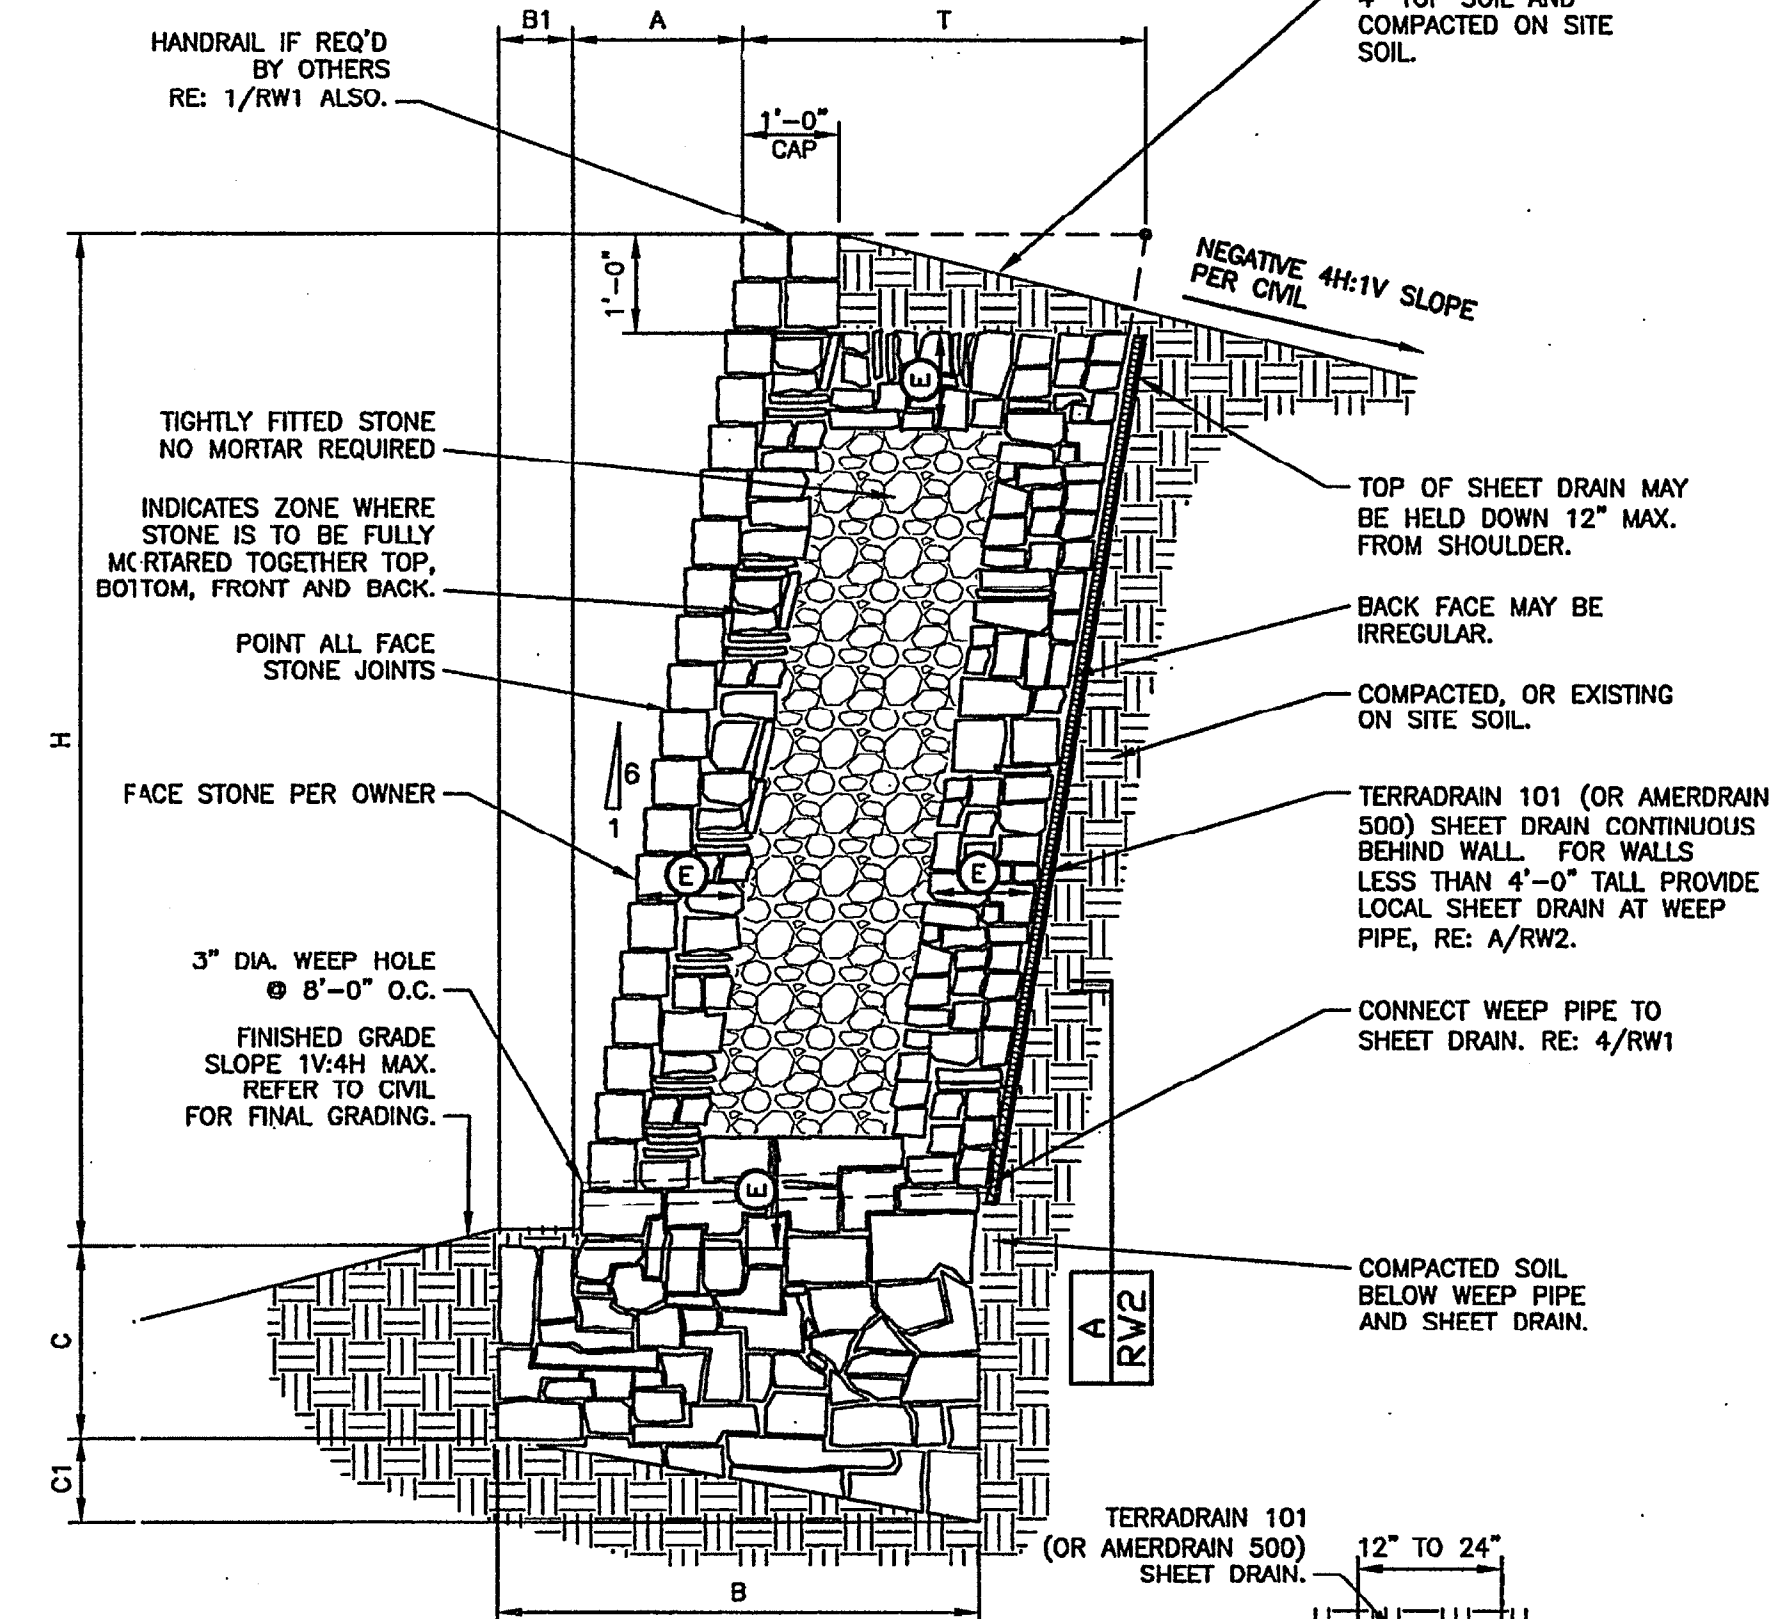 B1
A
T
4" TOP SOIL AND
COMPACTED ON SITE
SOIL.
HANDRAIL IF REQ'D
BY OTHERS
RE: 1/RW1 ALSO.
1'-0"
CAP
1'-0"
NEGATIVE 4H:1V SLOPE
PER CIVIL
H
E
TIGHTLY FITTED STONE
NO MORTAR REQUIRED
INDICATES ZONE WHERE
STONE IS TO BE FULLY
MORTARED TOGETHER TOP,
BOTTOM, FRONT AND BACK.
POINT ALL FACE
STONE JOINTS
6
1
FACE STONE PER OWNER
E
E
3" DIA. WEEP HOLE
@ 8'-0" O.C.
FINISHED GRADE
SLOPE 1V:4H MAX.
REFER TO CIVIL
FOR FINAL GRADING.
E
TOP OF SHEET DRAIN MAY
BE HELD DOWN 12" MAX.
FROM SHOULDER.
BACK FACE MAY BE
IRREGULAR.
COMPACTED, OR EXISTING
ON SITE SOIL.
TERRADRAIN 101 (OR AMERDRAIN
500) SHEET DRAIN CONTINUOUS
BEHIND WALL. FOR WALLS
LESS THAN 4'-0" TALL PROVIDE
LOCAL SHEET DRAIN AT WEEP
PIPE, RE: A/RW2.
CONNECT WEEP PIPE TO
SHEET DRAIN. RE: 4/RW1
COMPACTED SOIL
BELOW WEEP PIPE
AND SHEET DRAIN.
A
RW2
C
C1
B
TERRADRAIN 101
(OR AMERDRAIN 500)
SHEET DRAIN.
12" TO 24"